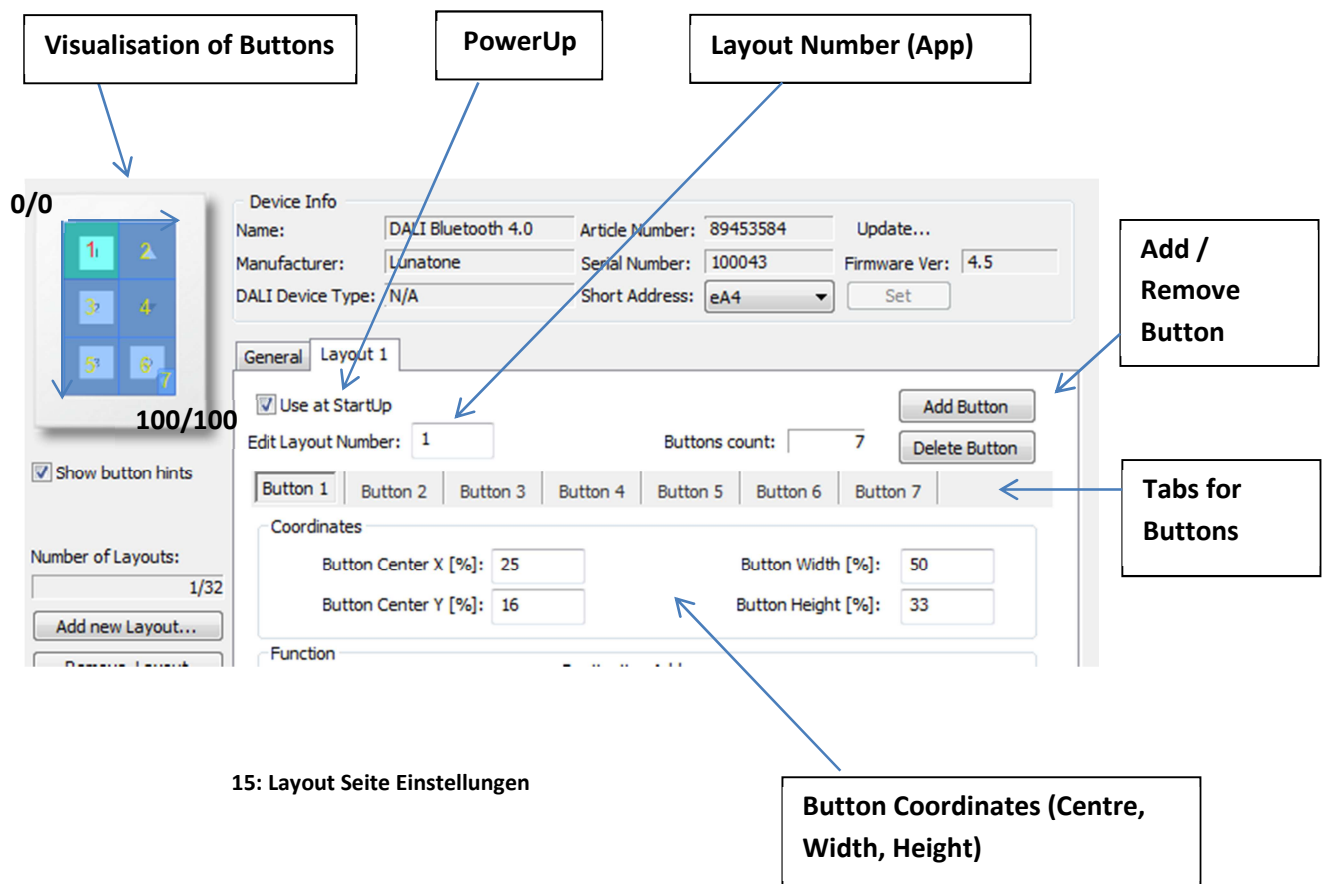 Visualisation of Buttons
PowerUp
Layout Number (App)
0/0
100/100
1
2
3
4
5
6
7
Show button hints
Number of Layouts:
1/32
Add new Layout...
Device Info
Name: DALI Bluetooth 4.0 Article Number: 89453584 Update...
Manufacturer: Lunatone Serial Number: 100043 Firmware Ver: 4.5
DALI Device Type: N/A Short Address: eA4 Set
General Layout 1
Use at StartUp Add Button
Edit Layout Number: 1 Buttons count: 7 Delete Button
Button 1 Button 2 Button 3 Button 4 Button 5 Button 6 Button 7
Coordinates
Button Center X [%]: 25 Button Width [%]: 50
Button Center Y [%]: 16 Button Height [%]: 33
Function
Add /
Remove
Button
Tabs for
Buttons
15: Layout Seite Einstellungen
Button Coordinates (Centre,
Width, Height)